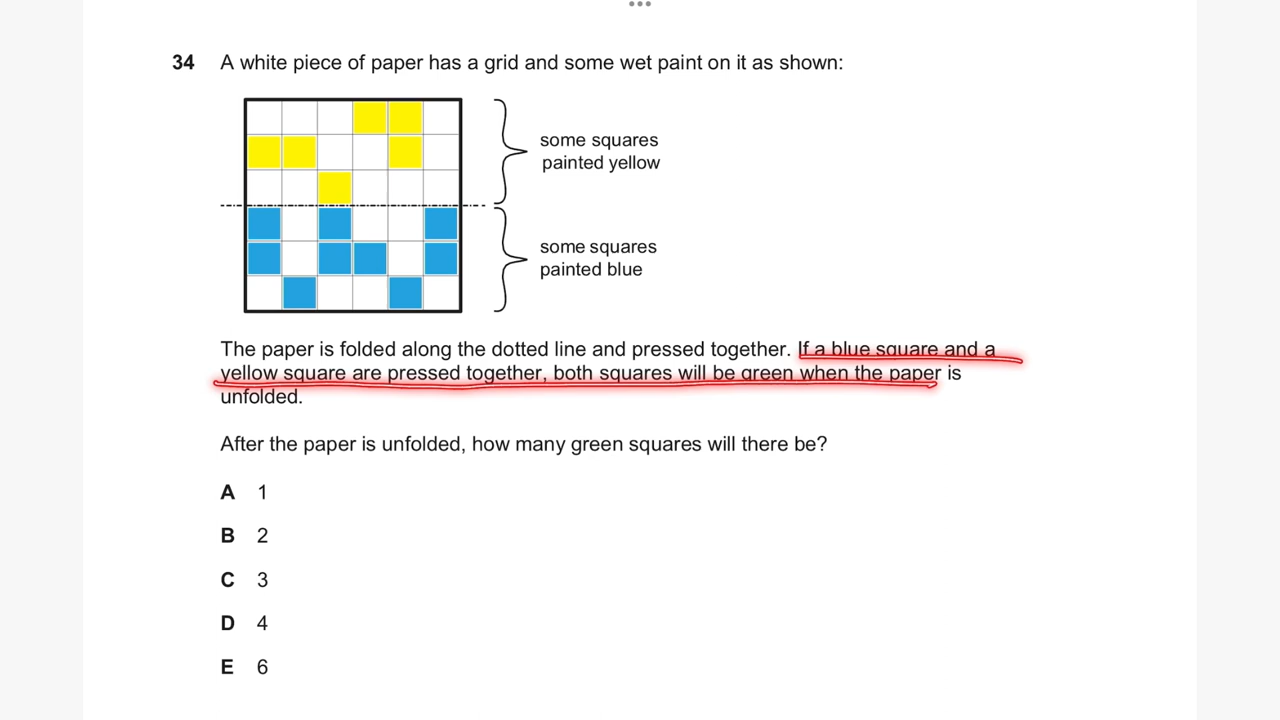 34 A white piece of paper has a grid and some wet paint on it as shown:
some squares
painted yellow
some squares
painted blue
The paper is folded along the dotted line and pressed together. If a blue square and a
yellow square are pressed together, both squares will be green when the paper is
unfolded.
After the paper is unfolded, how many green squares will there be?
A 1
B 2
C 3
D 4
E 6